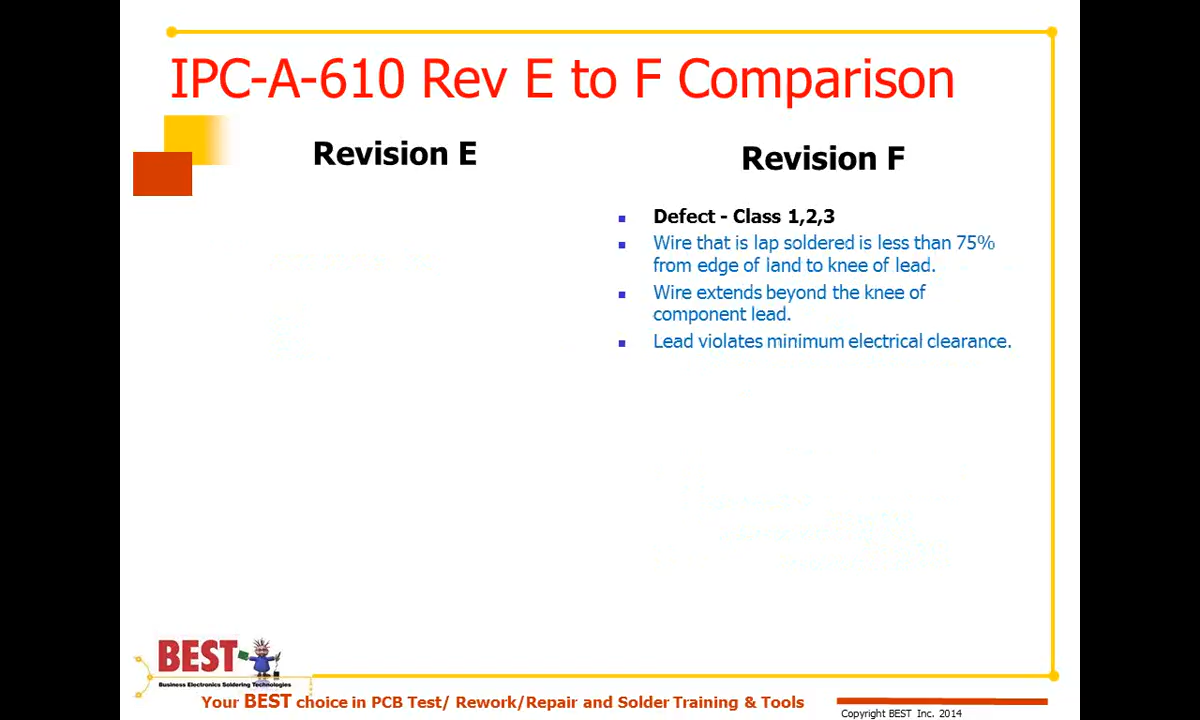 IPC-A-610 Rev E to F Comparison
Revision E
Revision F
Defect - Class 1,2,3
Wire that is lap soldered is less than 75%
from edge of land to knee of lead.
Wire extends beyond the knee of
component lead.
Lead violates minimum electrical clearance.
BEST
Business Electronics Soldering Technologies
Your BEST choice in PCB Test/ Rework/Repair and Solder Training & Tools
Copyright BEST Inc. 2014